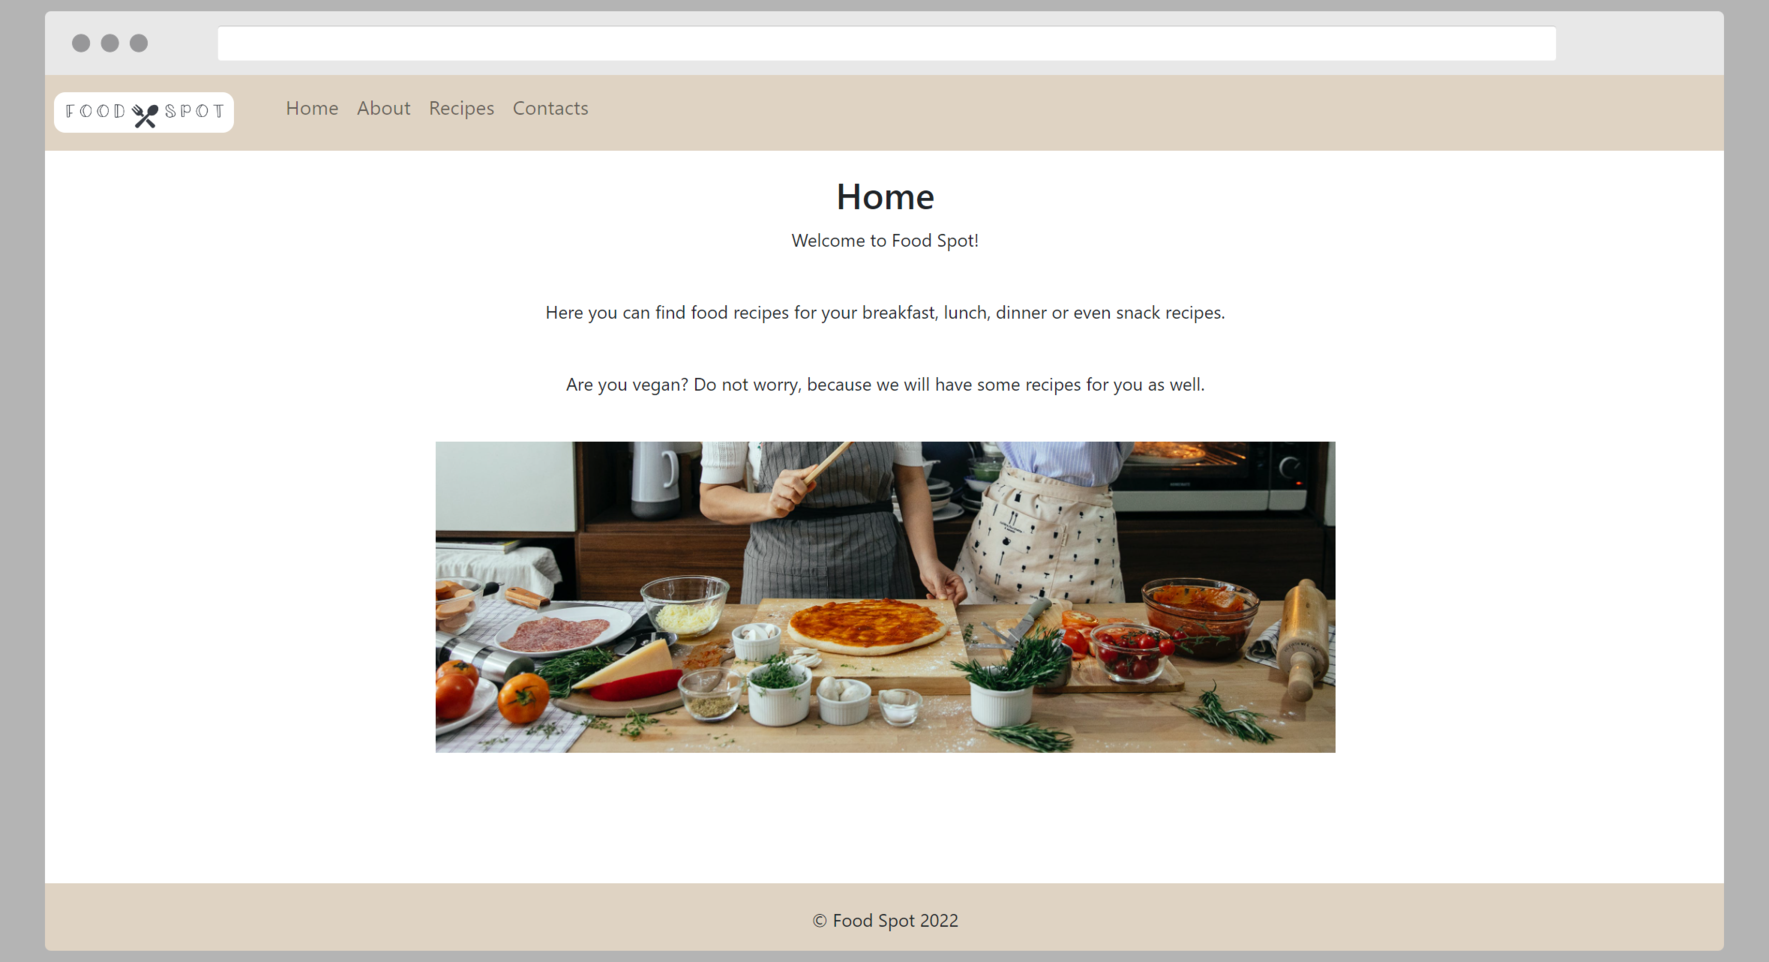 FOOD SPOT
Home About Recipes Contacts
Home
Welcome to Food Spot!
Here you can find food recipes for your breakfast, lunch, dinner or even snack recipes.
Are you vegan? Do not worry, because we will have some recipes for you as well.
© Food Spot 2022